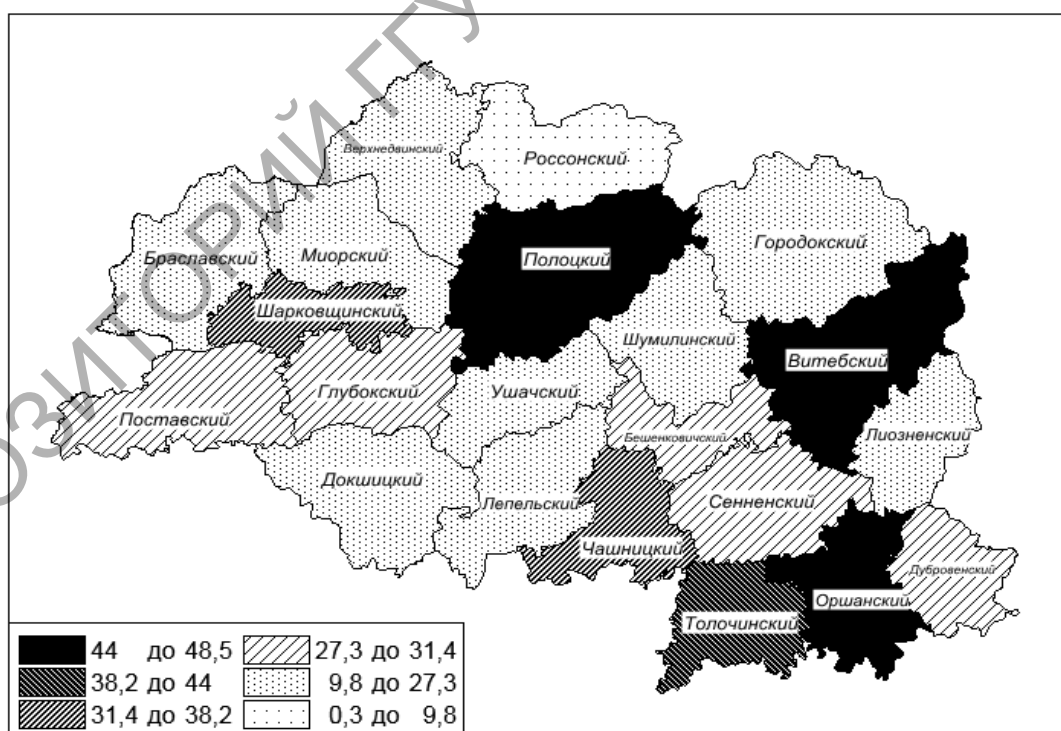 РЕПОЗИТОРИЙ ГГУ
Верхнедвинский
Россонский
Городокский
Браславский
Миорский
Полоцкий
Шарковщинский
Шумилинский
Витебский
Поставский
Глубокский
Ушачский
Бешенковичский
Лиозненский
Докшицкий
Лепельский
Сенненский
Чашницкий
Дубровенский
Оршанский
Толочинский
44 до 48,5
27,3 до 31,4
38,2 до 44
9,8 до 27,3
31,4 до 38,2
0,3 до 9,8